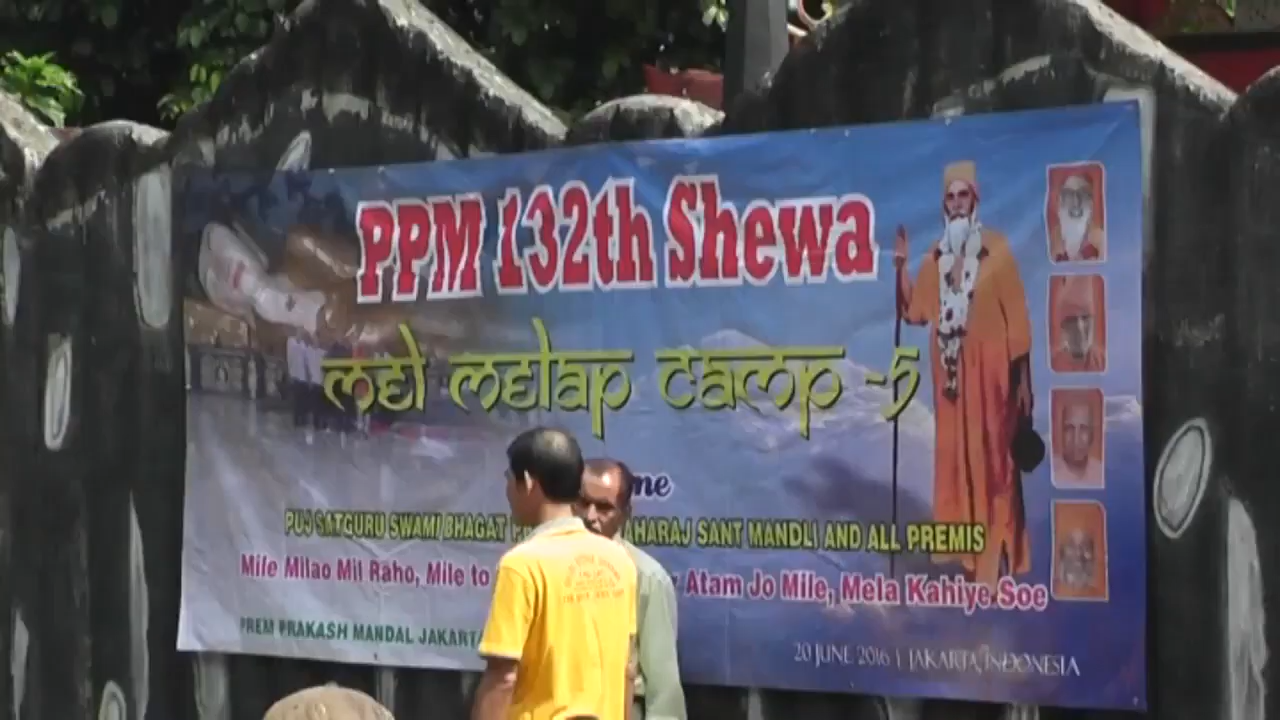 PPM 132th Shewa
mel melap camp -5
me
PUJ SATGURU SWAMI BHAGAT AHARAJ SANT MANDLI AND ALL PREMIS
Mile Milao Mil Raho, Mile to Atam Jo Mile, Mela Kahiye Soe
PREM PRAKASH MANDAL JAKARTA
20 JUNE 2016 | JAKARTA, INDONESIA